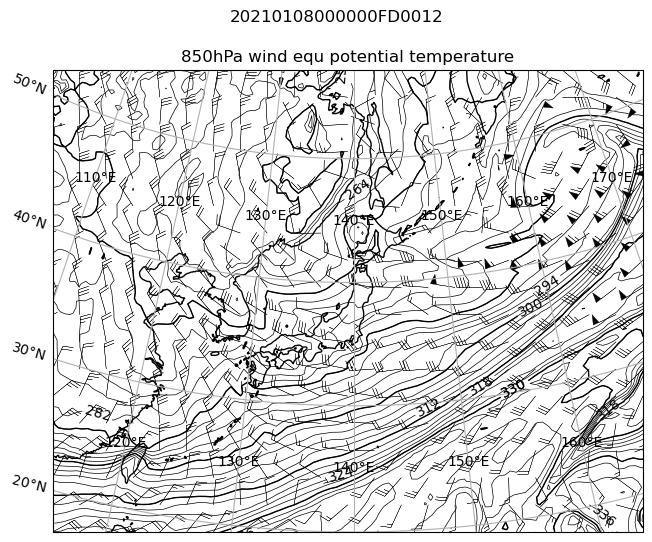 20210108000000FD0012
850hPa wind equ potential temperature
50°N
110°E
170°E
264
120°E
160°E
40°N
130°E
140°E
150°E
294
300
30°N
318
330
312
282
120°E
160°E
130°E
150°E
140°E
324
20°N
336